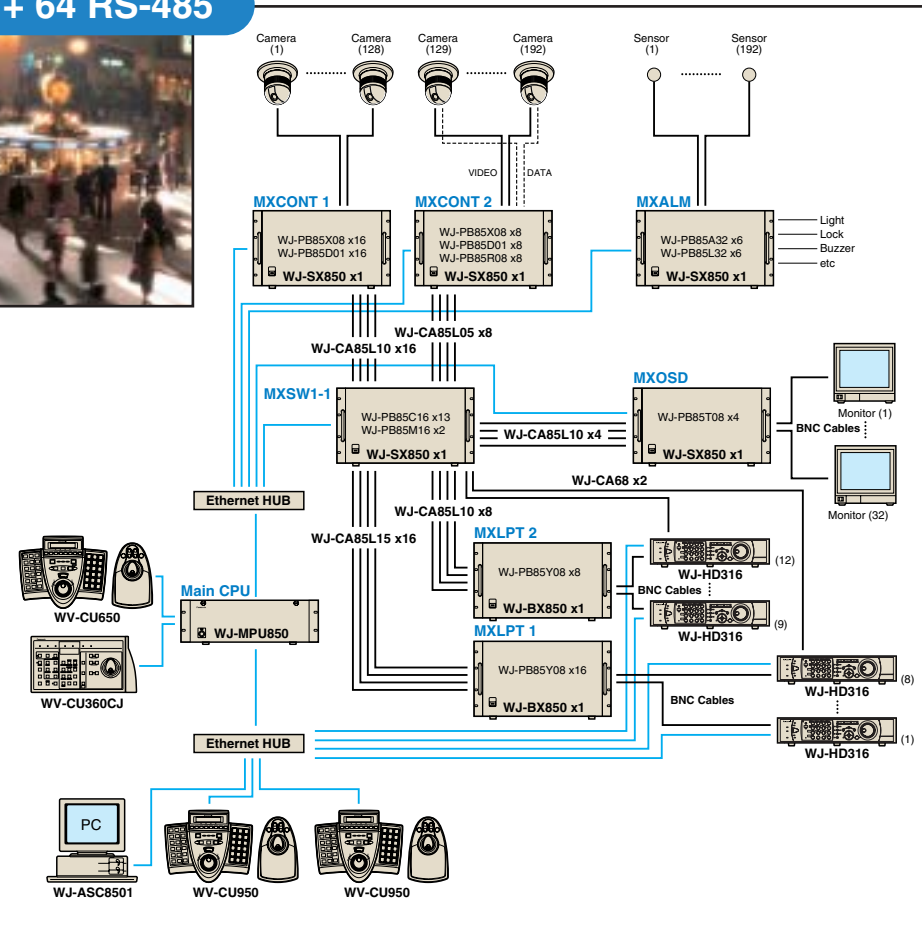 + 64 RS-485
Camera
(1)
Camera
(128)
Camera
(129)
Camera
(192)
Sensor
(1)
Sensor
(192)
VIDEO
DATA
MXCONT 1
WJ-PB85X08 x16
WJ-PB85D01 x16
WJ-SX850 x1
MXCONT 2
WJ-PB85X08 x8
WJ-PB85D01 x8
WJ-PB85R08 x8
WJ-SX850 x1
MXALM
WJ-PB85A32 x6
WJ-PB85L32 x6
WJ-SX850 x1
Light
Lock
Buzzer
etc
WJ-CA85L05 x8
WJ-CA85L10 x16
MXSW1-1
WJ-PB85C16 x13
WJ-PB85M16 x2
WJ-SX850 x1
WJ-CA85L10 x4
MXOSD
WJ-PB85T08 x4
WJ-SX850 x1
Monitor (1)
BNC Cables
Monitor (32)
WJ-CA68 x2
Ethernet HUB
WJ-CA85L10 x8
WJ-CA85L15 x16
MXLPT 2
WJ-PB85Y08 x8
WJ-BX850 x1
(12)
WJ-HD316
BNC Cables
(9)
WJ-HD316
WV-CU650
Main CPU
WJ-MPU850
WV-CU360CJ
MXLPT 1
WJ-PB85Y08 x16
WJ-BX850 x1
BNC Cables
(8)
WJ-HD316
(1)
WJ-HD316
Ethernet HUB
PC
WJ-ASC8501
WV-CU950
WV-CU950